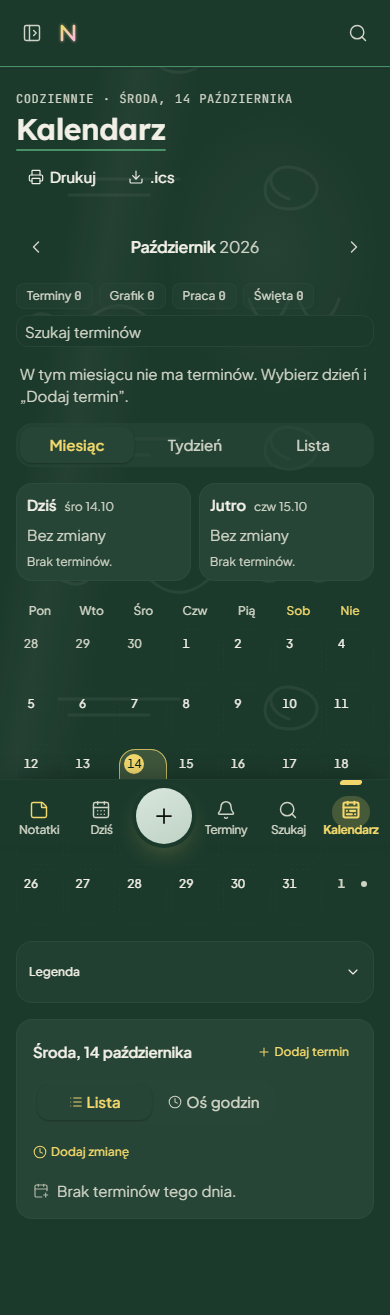 N
CODZIENNIE · ŚRODA, 14 PAŹDZIERNIKA
Kalendarz
Drukuj .ics
Październik 2026
Terminy 0 Grafik 0 Praca 0 Święta 0
Szukaj terminów
W tym miesiącu nie ma terminów. Wybierz dzień i
„Dodaj termin”.
Miesiąc Tydzień Lista
Dziś śro 14.10 Jutro czw 15.10
Bez zmiany Bez zmiany
Brak terminów. Brak terminów.
Pon Wto Śro Czw Pią Sob Nie
28 29 30 1 2 3 4
5 6 7 8 9 10 11
12 13 14 15 16 17 18
Notatki Dziś + Terminy Szukaj Kalendarz
26 27 28 29 30 31 1
Legenda
Środa, 14 października + Dodaj termin
Lista Oś godzin
Dodaj zmianę
Brak terminów tego dnia.